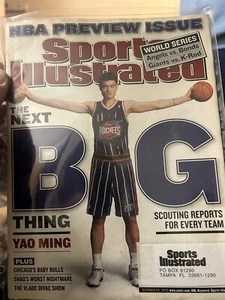 NBA PREVIEW ISSUE
Sports Illustrated
WORLD SERIES
Angels vs. Bonds
Giants vs. K-Rod
THE NEXT
BIG
ROCKETS
THING
YAO MING
SCOUTING REPORTS
FOR EVERY TEAM
PLUS
CHICAGO'S BABY BULLS
SHAQ'S WORST NIGHTMARE
THE VLADE DIVAC SHOW
Sports
Illustrated
PO BOX 61290
TAMPA FL 33661-1290